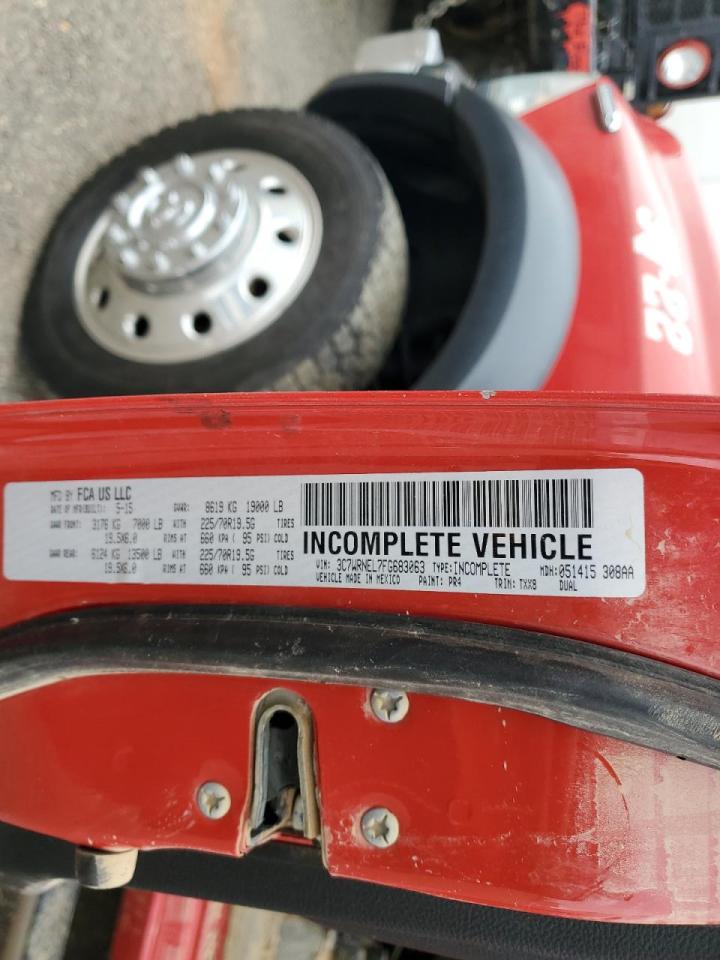 MFD BY FCA US LLC
DATE OF MFR(BUILT): 5-15 GVWR: 8619 KG 19000 LB
GAWR FRONT: 3176 KG 7000 LB WITH 225/70R19.5G TIRES
19.5X6.0 RIMS AT 660 KPA ( 95 PSI) COLD
GAWR REAR: 6124 KG 13500 LB WITH 225/70R19.5G TIRES
19.5X6.0 RIMS AT 660 KPA ( 95 PSI) COLD
INCOMPLETE VEHICLE
VIN: 3C7WRNEL7FG683063 TYPE:INCOMPLETE MDH:051415 308AA
VEHICLE MADE IN MEXICO PAINT: PR4 TRIM: TXX8 DUAL